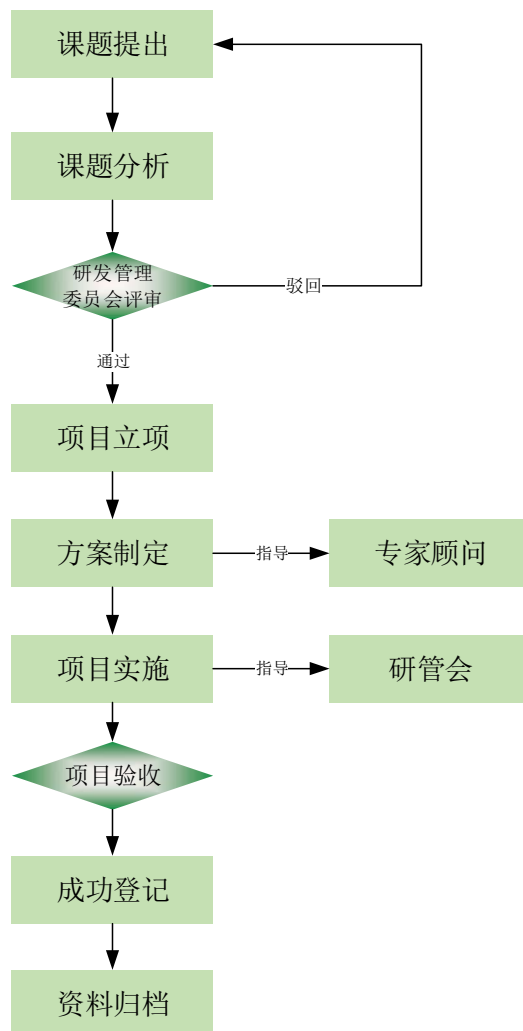 课题提出
课题分析
研发管理
委员会评审
驳回
通过
项目立项
方案制定
指导
专家顾问
项目实施
指导
研管会
项目验收
成功登记
资料归档